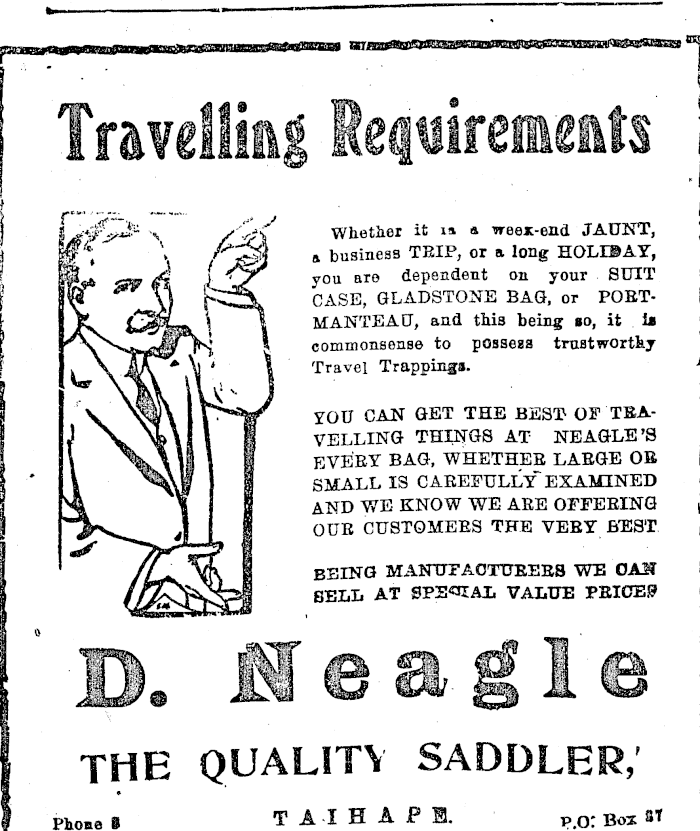 Travelling Requirements
Whether it is a week-end JAUNT,
a business TRIP, or a long HOLIDAY,
you are dependent on your SUIT
CASE, GLADSTONE BAG, or PORT-
MANTEAU, and this being so, it is
commonsense to possess trustworthy
Travel Trappings.
YOU CAN GET THE BEST OF TRA-
VELLING THINGS AT NEAGLE'S
EVERY BAG, WHETHER LARGE OR
SMALL IS CAREFULLY EXAMINED
AND WE KNOW WE ARE OFFERING
OUR CUSTOMERS THE VERY BEST
BEING MANUFACTURERS WE CAN
SELL AT SPECIAL VALUE PRICES
D. Neagle
THE QUALITY SADDLER,'
Phone
TAIHAPE.
P.O. Box